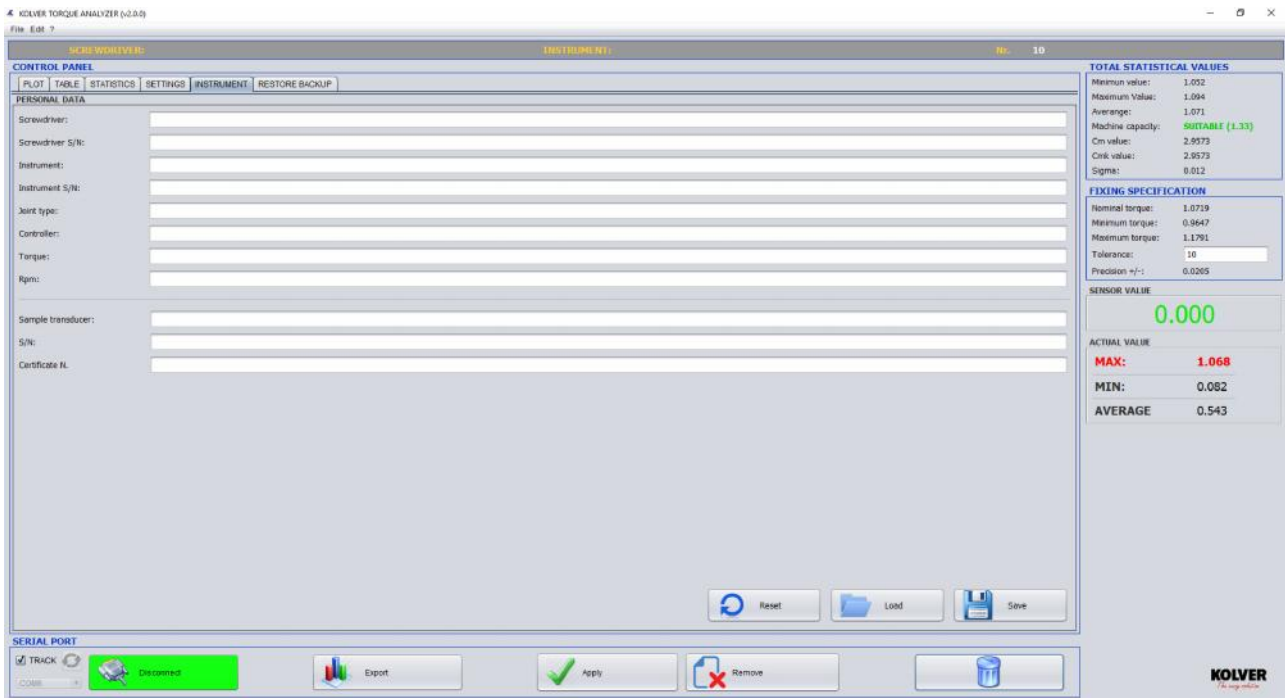 KOLVER TORQUE ANALYZER (v2.0.0)
File Edit ?
SCREWDRIVER: INSTRUMENT: Nr. 10
CONTROL PANEL
PLOT TABLE STATISTICS SETTINGS INSTRUMENT RESTORE BACKUP
PERSONAL DATA
Screwdriver:
Screwdriver S/N:
Instrument:
Instrument S/N:
Joint type:
Controller:
Torque:
Rpm:
Sample transducer:
S/N:
Certificate N.
Reset Load Save
TOTAL STATISTICAL VALUES
Minimun value: 1.052
Maximum Value: 1.094
Averange: 1.071
Machine capacity: SUITABLE (1.33)
Cm value: 2.9573
Cmk value: 2.9573
Sigma: 0.012
FIXING SPECIFICATION
Nominal torque: 1.0719
Minimum torque: 0.9647
Maximum torque: 1.1791
Tolerance: 10
Precision +/-: 0.0205
SENSOR VALUE
0.000
ACTUAL VALUE
MAX: 1.068
MIN: 0.082
AVERAGE 0.543
SERIAL PORT
TRACK
Disconnect Export Apply Remove
KOLVER